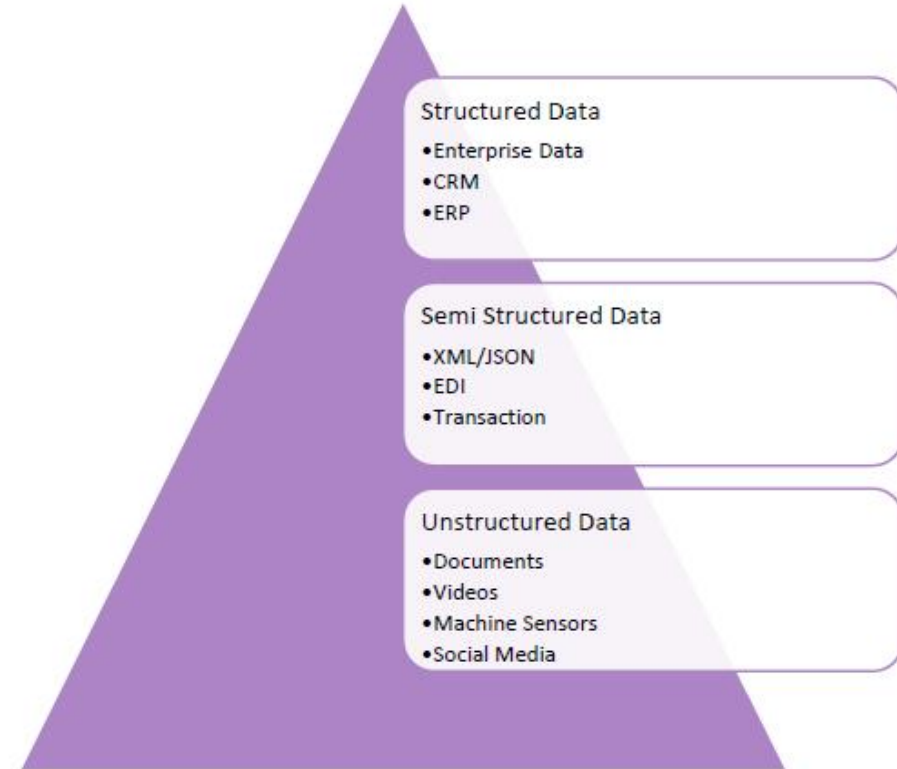 Structured Data
•Enterprise Data
•CRM
•ERP
Semi Structured Data
•XML/JSON
•EDI
•Transaction
Unstructured Data
•Documents
•Videos
•Machine Sensors
•Social Media